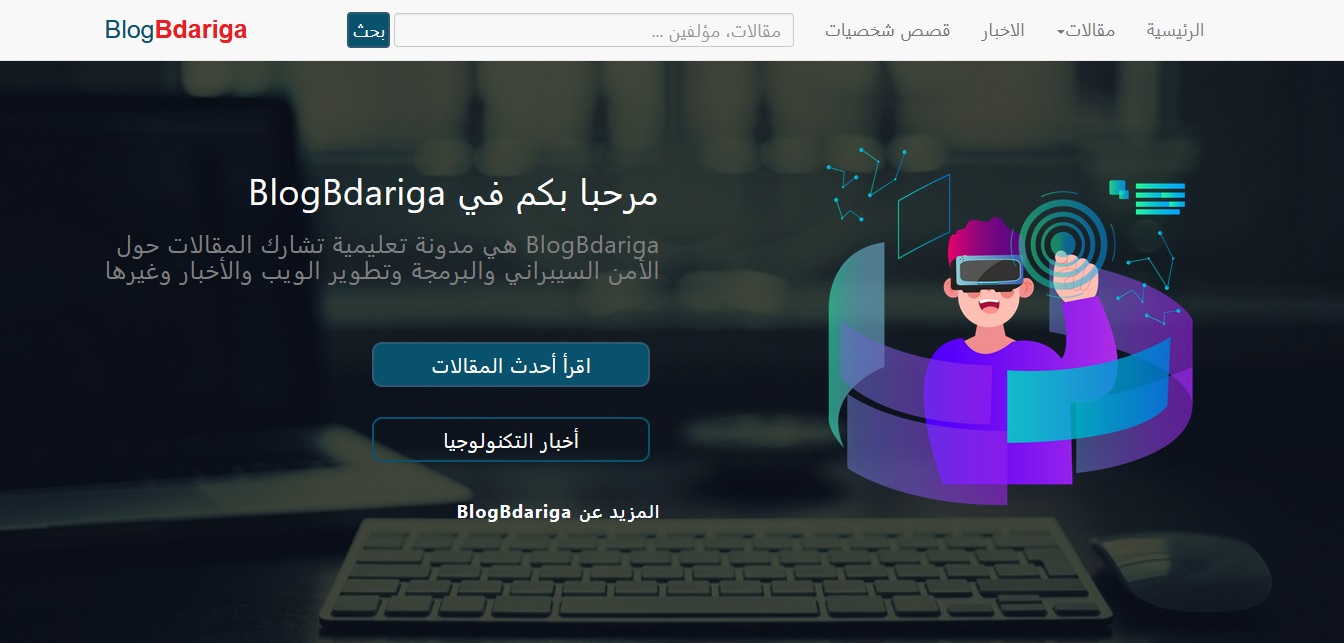 الرئيسية
مقالات
الاخبار
قصص شخصيات
مقالات، مؤلفين ...
بحث
BlogBdariga
مرحبا بكم في BlogBdariga
BlogBdariga هي مدونة تعليمية تشارك المقالات حول
الأمن السيبراني والبرمجة وتطوير الويب والأخبار وغيرها
اقرأ أحدث المقالات
أخبار التكنولوجيا
المزيد عن BlogBdariga